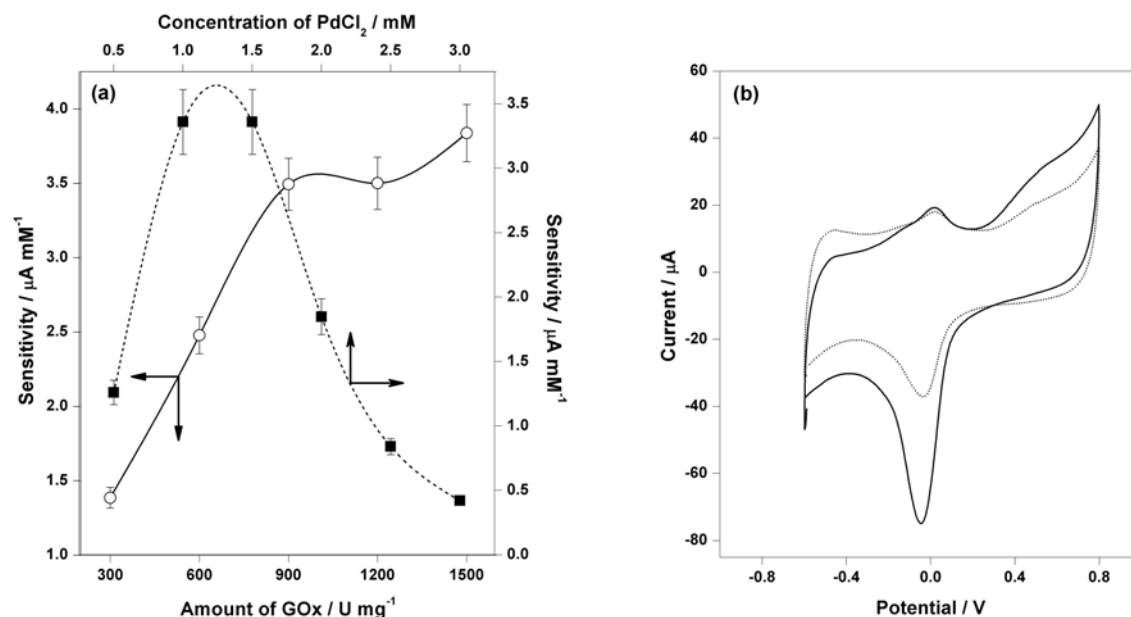 Concentration of PdCl₂ / mM
0.5 1.0 1.5 2.0 2.5 3.0
(a)
4.0
3.5
3.0
2.5
2.0
1.5
1.0
Sensitivity / μA mM⁻¹
3.5
3.0
2.5
2.0
1.5
1.0
0.5
0.0
Sensitivity / μA mM⁻¹
300 600 900 1200 1500
Amount of GOx / U mg⁻¹
(b)
60
40
20
0
-20
-40
-60
-80
Current / μA
-0.8 -0.4 0.0 0.4 0.8
Potential / V